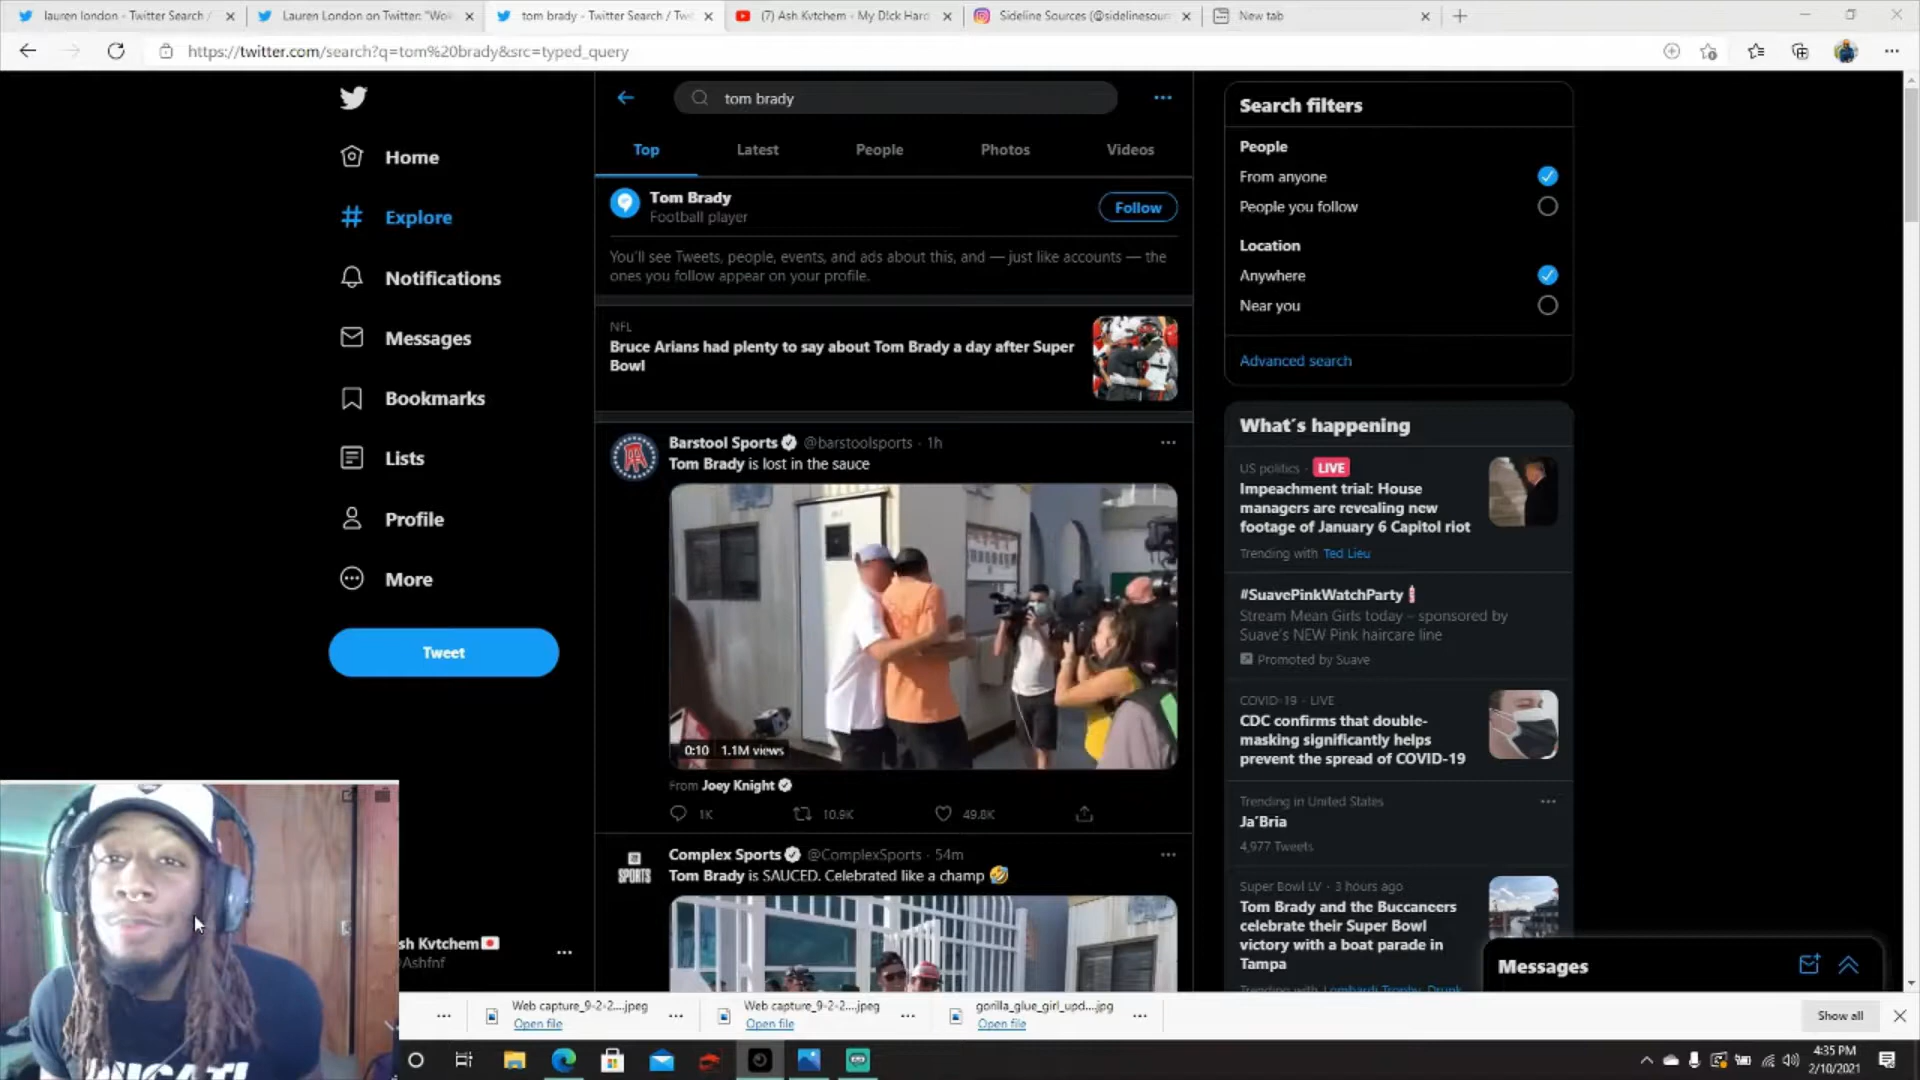 lauren london - Twitter Search /
Lauren London on Twitter: "Wo
tom brady - Twitter Search / Tw
(7) Ash Kvtchem - My D!ck Hard
Sideline Sources (@sidelinesour
New tab
https://twitter.com/search?q=tom%20brady&src=typed_query
tom brady
Top
Latest
People
Photos
Videos
Home
Explore
Notifications
Messages
Bookmarks
Lists
Profile
More
Tweet
Tom Brady
Football player
Follow
You'll see Tweets, people, events, and ads about this, and — just like accounts — the
ones you follow appear on your profile.
NFL
Bruce Arians had plenty to say about Tom Brady a day after Super
Bowl
Barstool Sports @barstoolsports · 1h
Tom Brady is lost in the sauce
0:10 1.1M views
From Joey Knight
1K
10.9K
49.8K
SPORTS
Complex Sports @ComplexSports · 54m
Tom Brady is SAUCED. Celebrated like a champ 🤣
Search filters
People
From anyone
People you follow
Location
Anywhere
Near you
Advanced search
What's happening
US politics · LIVE
Impeachment trial: House
managers are revealing new
footage of January 6 Capitol riot
Trending with Ted Lieu
#SuavePinkWatchParty
Stream Mean Girls today – sponsored by
Suave's NEW Pink haircare line
Promoted by Suave
COVID-19 · LIVE
CDC confirms that double-
masking significantly helps
prevent the spread of COVID-19
Trending in United States
Ja'Bria
4,977 Tweets
Super Bowl LV · 3 hours ago
Tom Brady and the Buccaneers
celebrate their Super Bowl
victory with a boat parade in
Tampa
Trending with Lombardi Trophy, Drunk
Messages
sh Kvtchem🇯🇵
Ashfnf
Web capture_9-2-2....jpeg
Open file
Web capture_9-2-2....jpeg
Open file
gorilla_glue_girl_upd....jpg
Open file
Show all
4:35 PM
2/10/2021